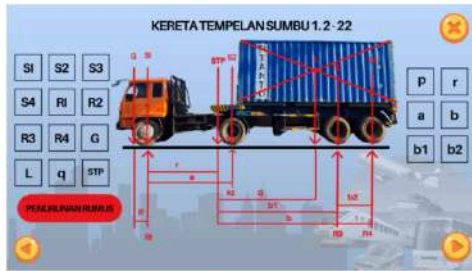 KERETA TEMPELAN SUMBU 1. 2 - 22
S1 S2 S3
S4 R1 R2
R3 R4 G
L q STP
PENURUNAN RUMUS
G S1 STP S2
r
a
P
R1
R2
q
b1
b
b2
R3 R4
P r
a b
b1 b2